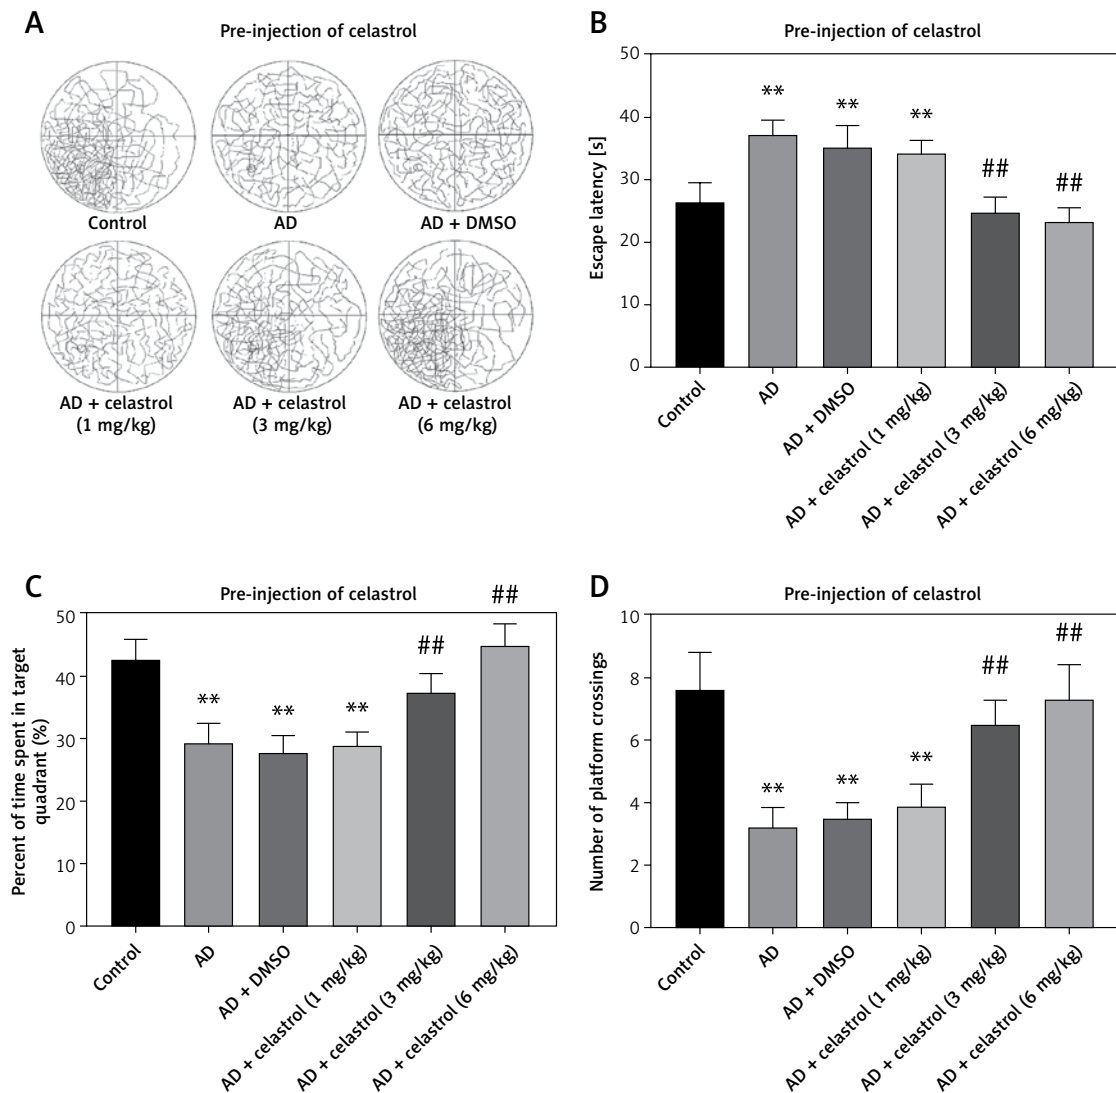 A
Pre-injection of celastrol
Control
AD
AD + DMSO
AD + celastrol
(1 mg/kg)
AD + celastrol
(3 mg/kg)
AD + celastrol
(6 mg/kg)
B
Pre-injection of celastrol
Escape latency [s]
50
40
30
20
10
0
**
**
**
##
##
Control
AD
AD + DMSO
AD + celastrol (1 mg/kg)
AD + celastrol (3 mg/kg)
AD + celastrol (6 mg/kg)
C
Pre-injection of celastrol
Percent of time spent in target
quadrant (%)
50
40
30
20
10
0
**
**
**
##
##
Control
AD
AD + DMSO
AD + celastrol (1 mg/kg)
AD + celastrol (3 mg/kg)
AD + celastrol (6 mg/kg)
D
Pre-injection of celastrol
Number of platform crossings
10
8
6
4
2
0
**
**
**
##
##
Control
AD
AD + DMSO
AD + celastrol (1 mg/kg)
AD + celastrol (3 mg/kg)
AD + celastrol (6 mg/kg)